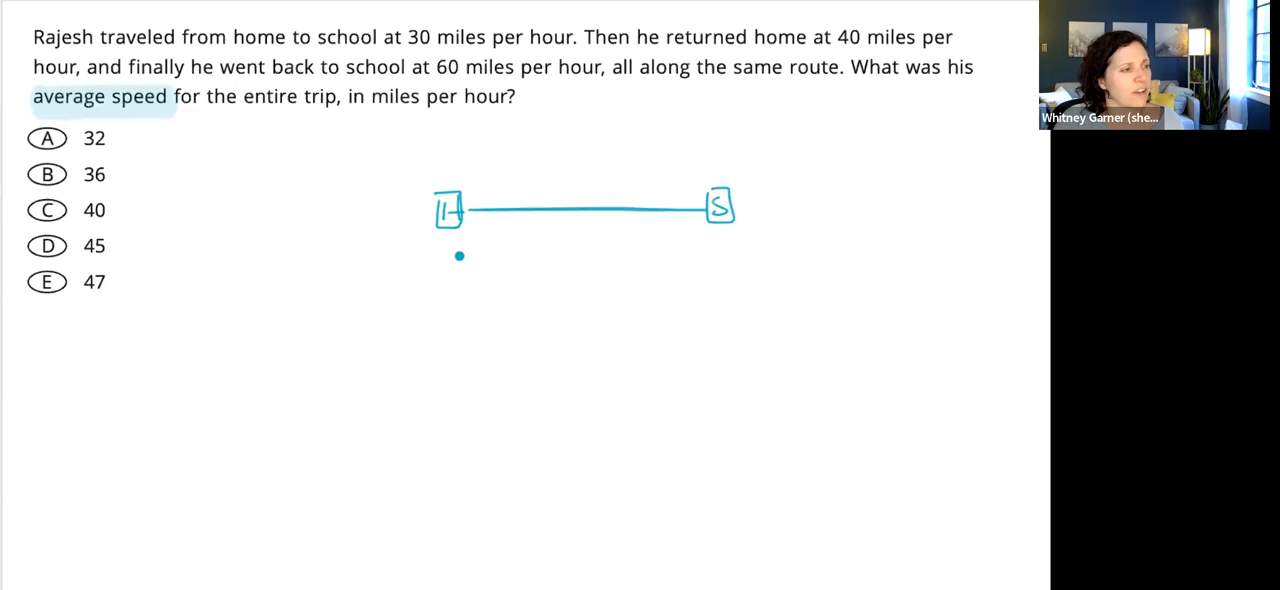 Rajesh traveled from home to school at 30 miles per hour. Then he returned home at 40 miles per
hour, and finally he went back to school at 60 miles per hour, all along the same route. What was his
average speed for the entire trip, in miles per hour?
A 32
B 36
C 40
D 45
E 47
H S
Whitney Garner (she...